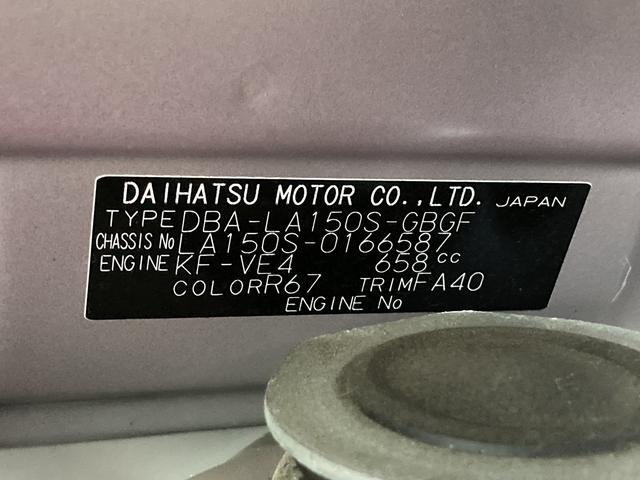 DAIHATSU MOTOR CO.,LTD. JAPAN
TYPE DBA-LA150S-GBGF
CHASSIS No LA150S-0166587
ENGINE KF-VE4 658CC
COLOR R67 TRIM FA40
ENGINE No